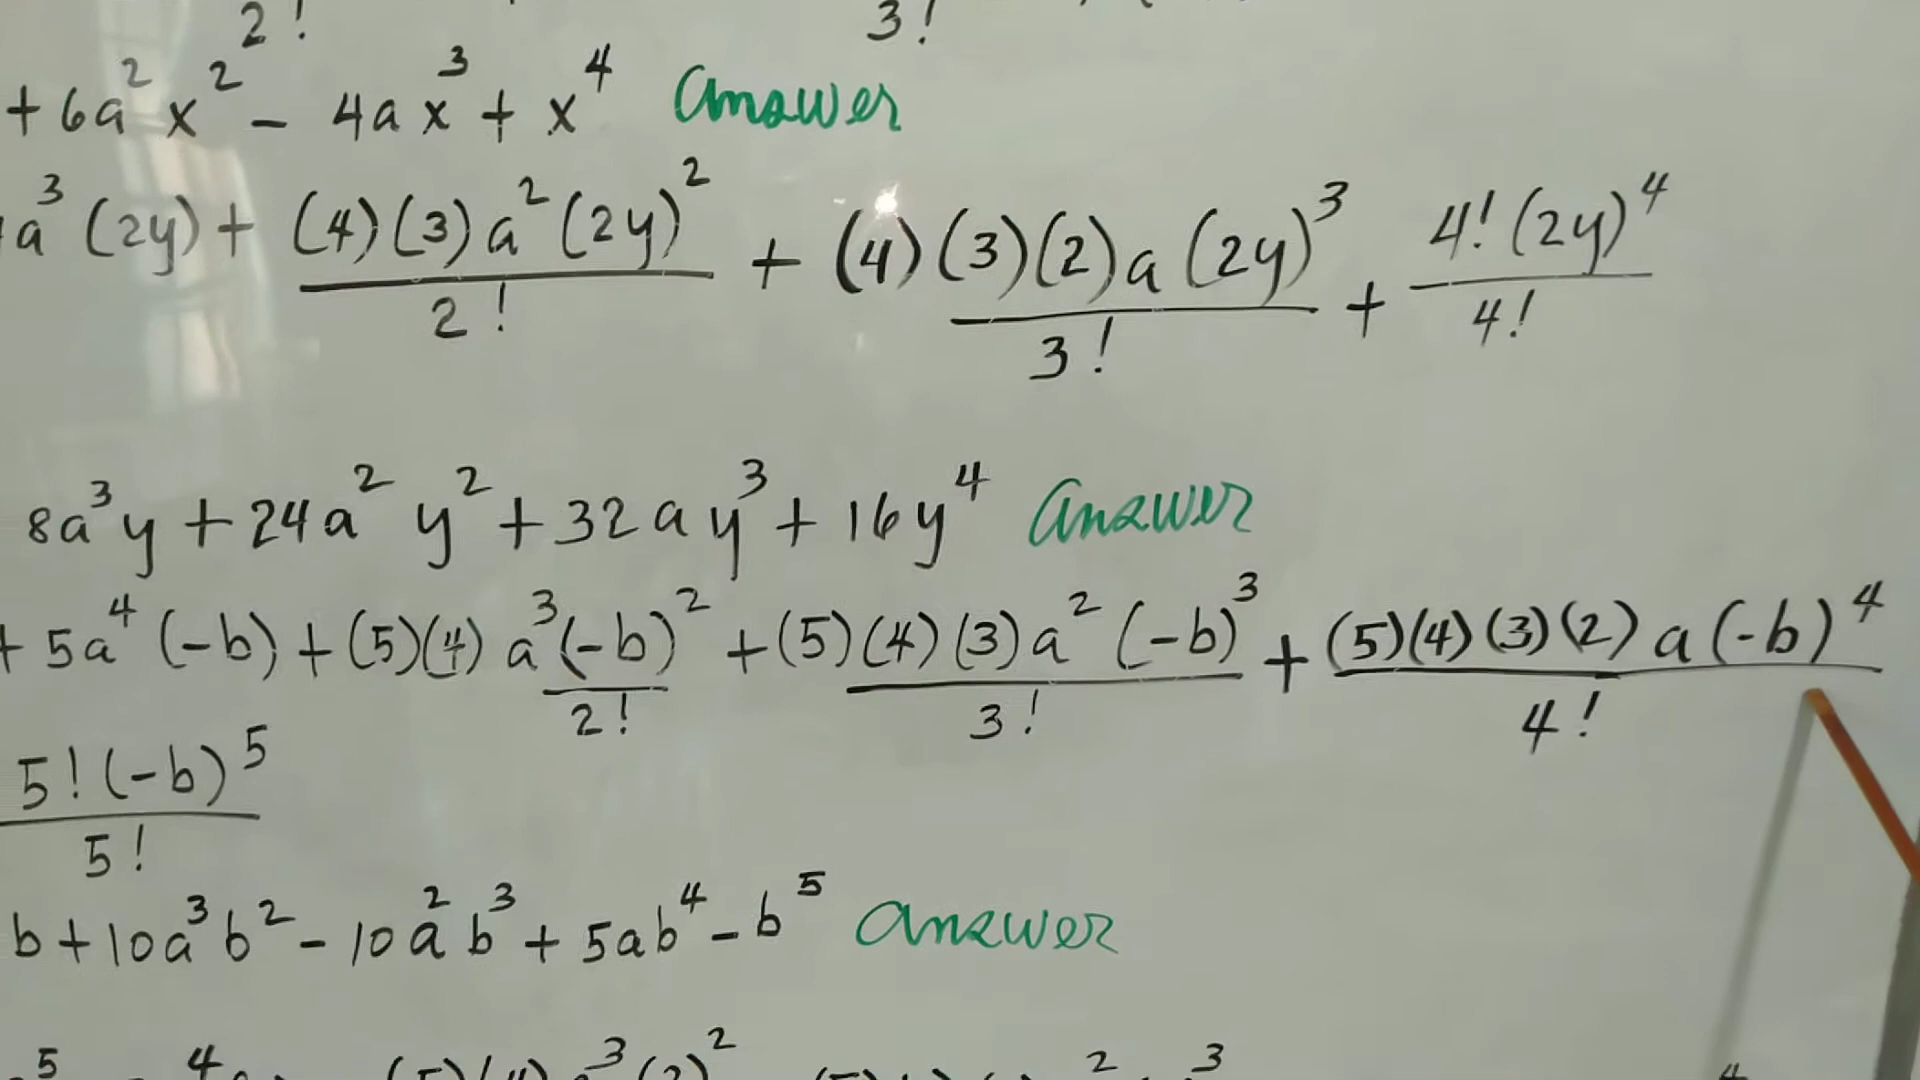 2! 3!
+ 6a²x² - 4ax³ + x⁴ Answer
a³(2y) + (4)(3)a²(2y)² / 2! + (4)(3)(2)a(2y)³ / 3! + 4!(2y)⁴ / 4!
8a³y + 24a²y² + 32ay³ + 16y⁴ Answer
+ 5a⁴(-b) + (5)(4)a³(-b)² / 2! + (5)(4)(3)a²(-b)³ / 3! + (5)(4)(3)(2)a(-b)⁴ / 4!
5!(-b)⁵ / 5!
b + 10a³b² - 10a²b³ + 5ab⁴ - b⁵ Answer